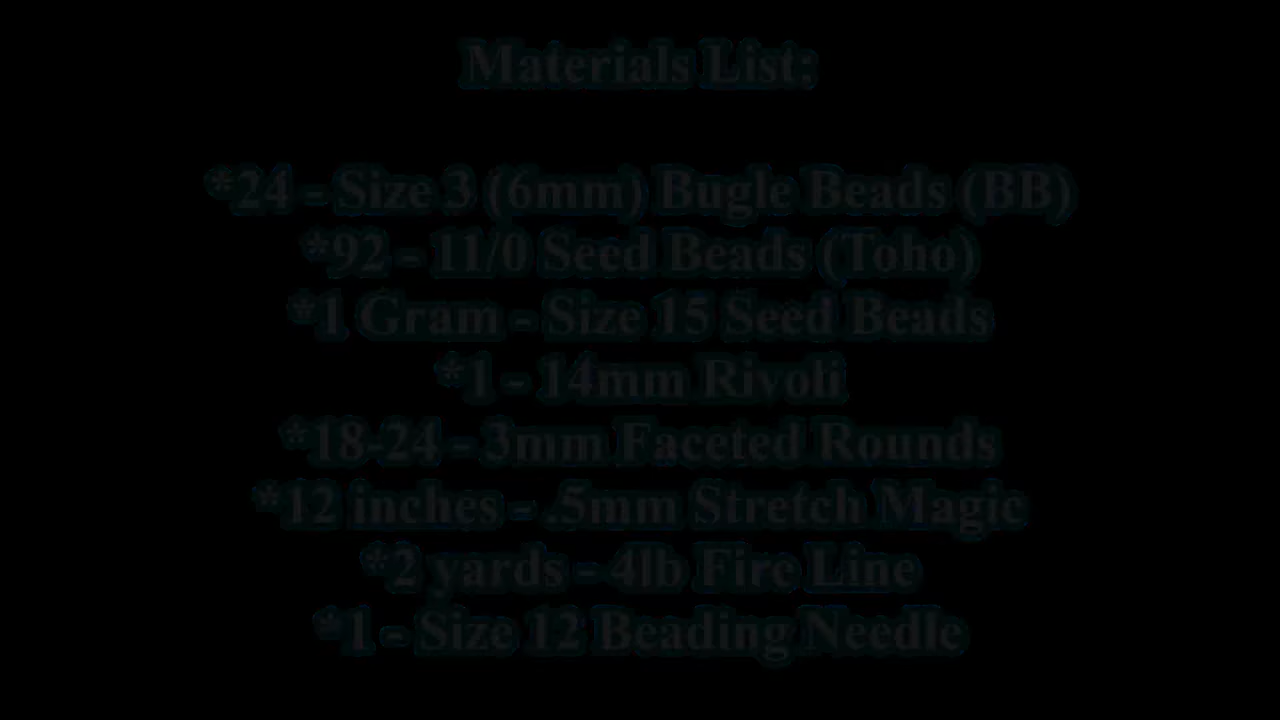 Materials List:
*24 - Size 3 (6mm) Bugle Beads (BB)
*92 - 11/0 Seed Beads (Toho)
*1 Gram - Size 15 Seed Beads
*1 - 14mm Rivoli
*18-24 - 3mm Faceted Rounds
*12 inches - .5mm Stretch Magic
*2 yards - 4lb Fire Line
*1 - Size 12 Beading Needle